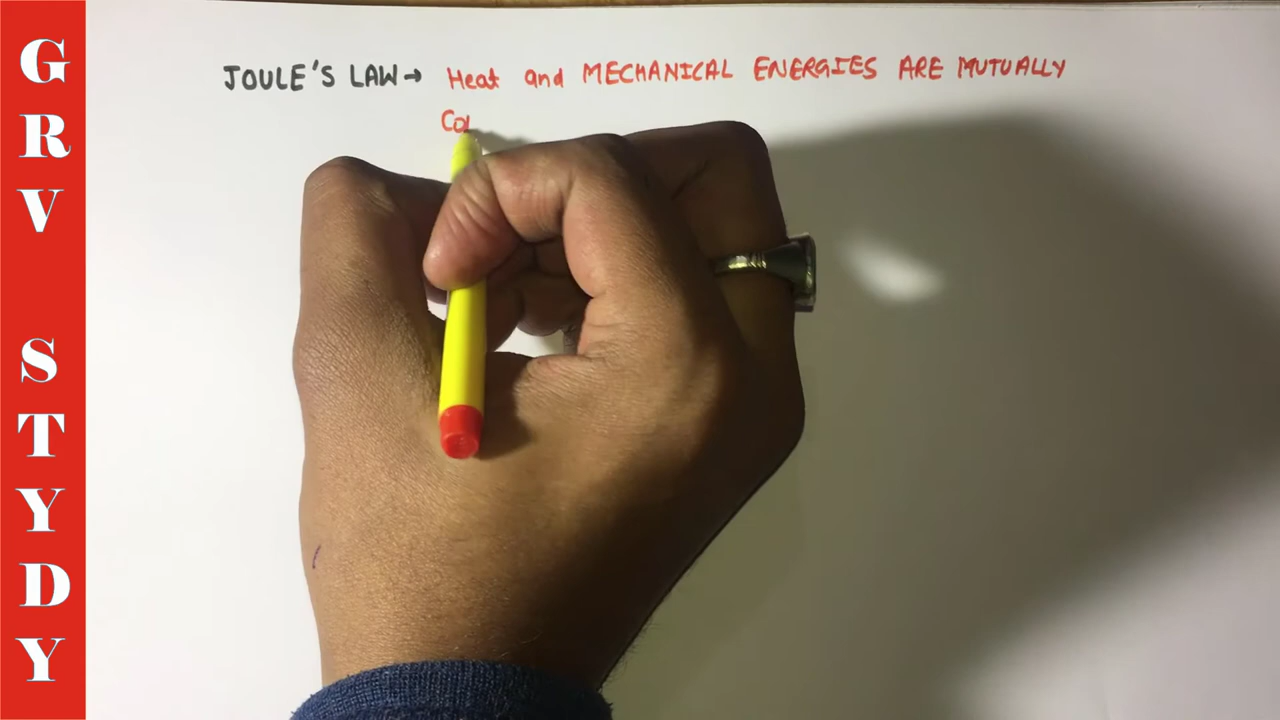 GRV STYDY
JOULE'S LAW→ Heat and MECHANICAL ENERGIES ARE MUTUALLY